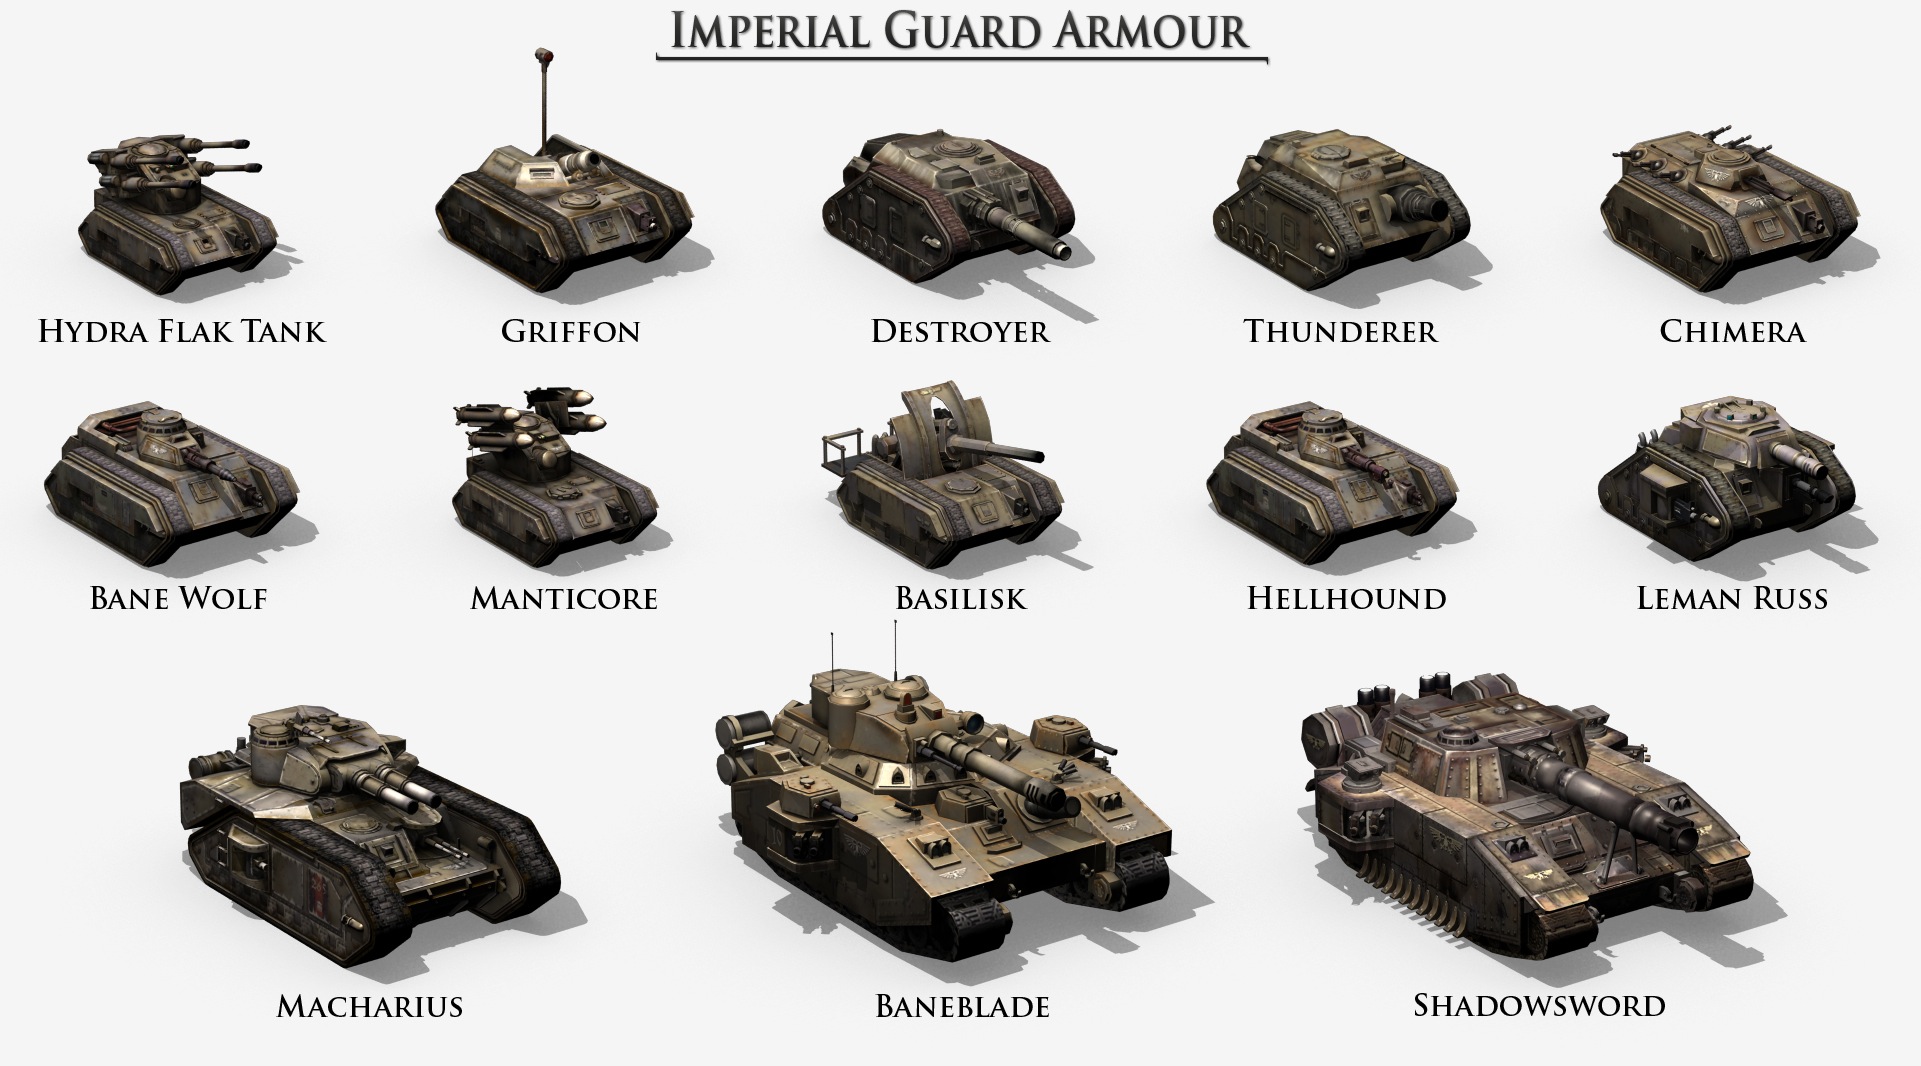 Imperial Guard Armour
Hydra Flak Tank
Griffon
Destroyer
Thunderer
Chimera
Bane Wolf
Manticore
Basilisk
Hellhound
Leman Russ
Macharius
Baneblade
Shadowsword